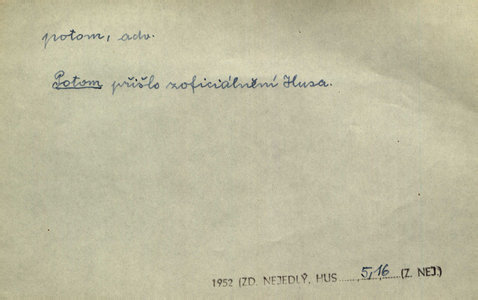 potom, adv.
Potom přišlo zoficiálnění Husa.
1952 (ZD. NEJEDLÝ, HUS......5,16....(Z. NEJ.)